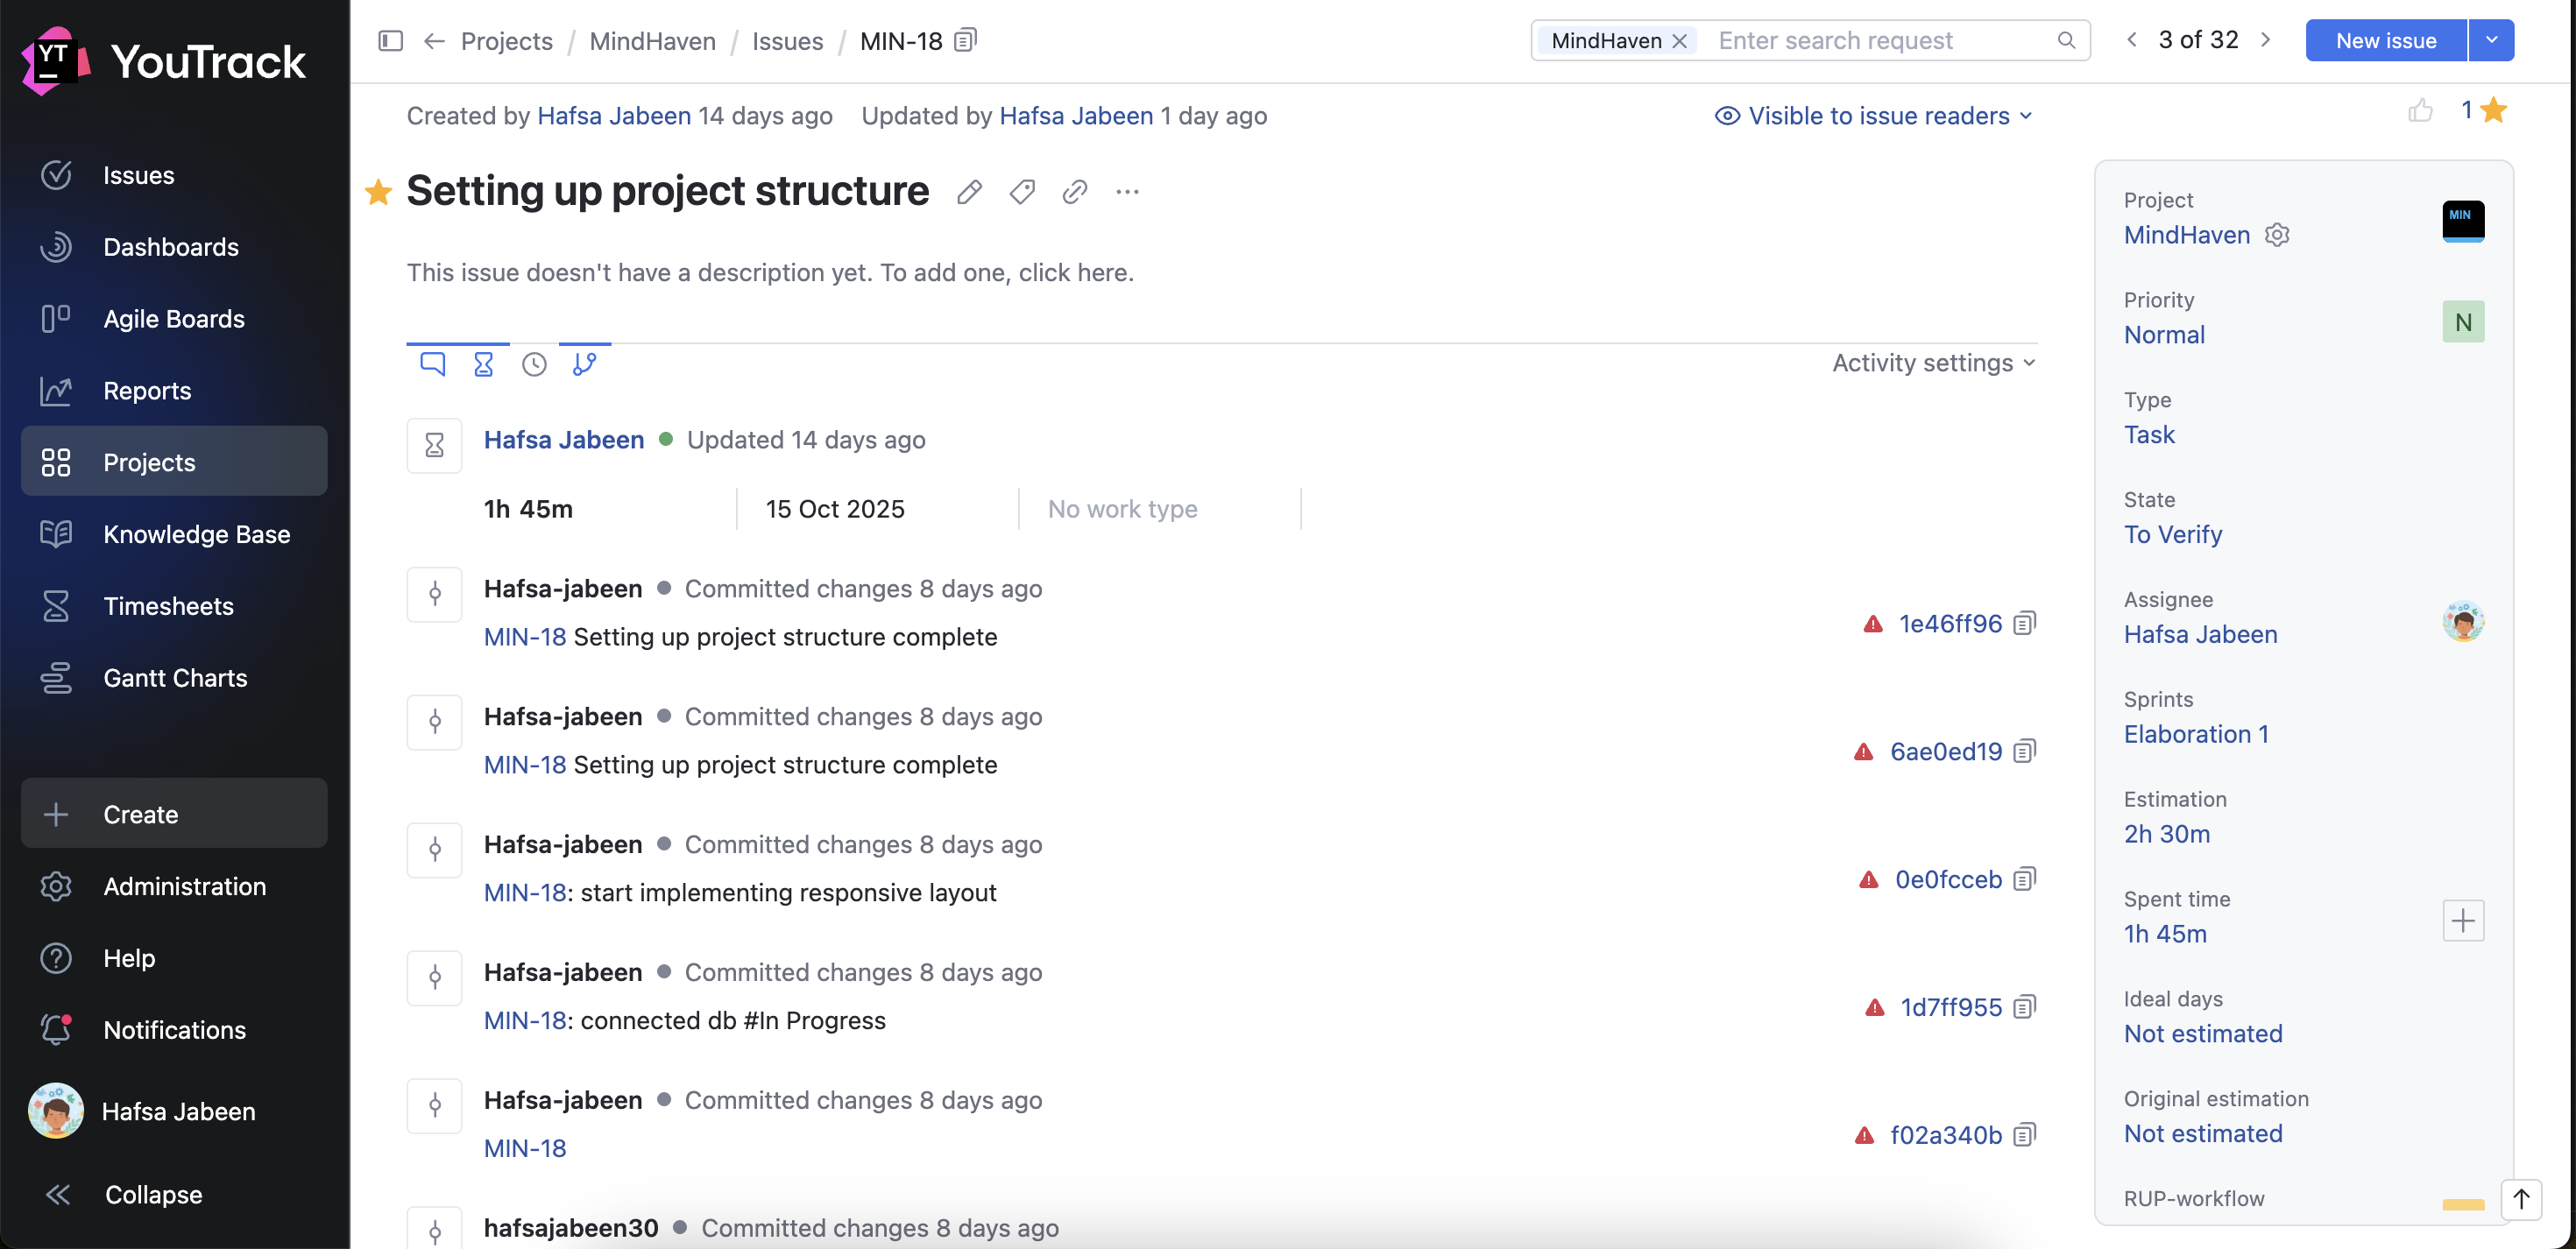 YT YouTrack
Issues
Dashboards
Agile Boards
Reports
Projects
Knowledge Base
Timesheets
Gantt Charts
Create
Administration
Help
Notifications
Hafsa Jabeen
Collapse
Projects / MindHaven / Issues / MIN-18
MindHaven Enter search request
3 of 32
New issue
Created by Hafsa Jabeen 14 days ago Updated by Hafsa Jabeen 1 day ago
Visible to issue readers
1
Setting up project structure
This issue doesn't have a description yet. To add one, click here.
Activity settings
Hafsa Jabeen Updated 14 days ago
1h 45m 15 Oct 2025 No work type
Hafsa-jabeen Committed changes 8 days ago
MIN-18 Setting up project structure complete
1e46ff96
Hafsa-jabeen Committed changes 8 days ago
MIN-18 Setting up project structure complete
6ae0ed19
Hafsa-jabeen Committed changes 8 days ago
MIN-18: start implementing responsive layout
0e0fcceb
Hafsa-jabeen Committed changes 8 days ago
MIN-18: connected db #In Progress
1d7ff955
Hafsa-jabeen Committed changes 8 days ago
MIN-18
f02a340b
hafsajabeen30 Committed changes 8 days ago
Project
MindHaven
MIN
Priority
Normal
N
Type
Task
State
To Verify
Assignee
Hafsa Jabeen
Sprints
Elaboration 1
Estimation
2h 30m
Spent time
1h 45m
Ideal days
Not estimated
Original estimation
Not estimated
RUP-workflow